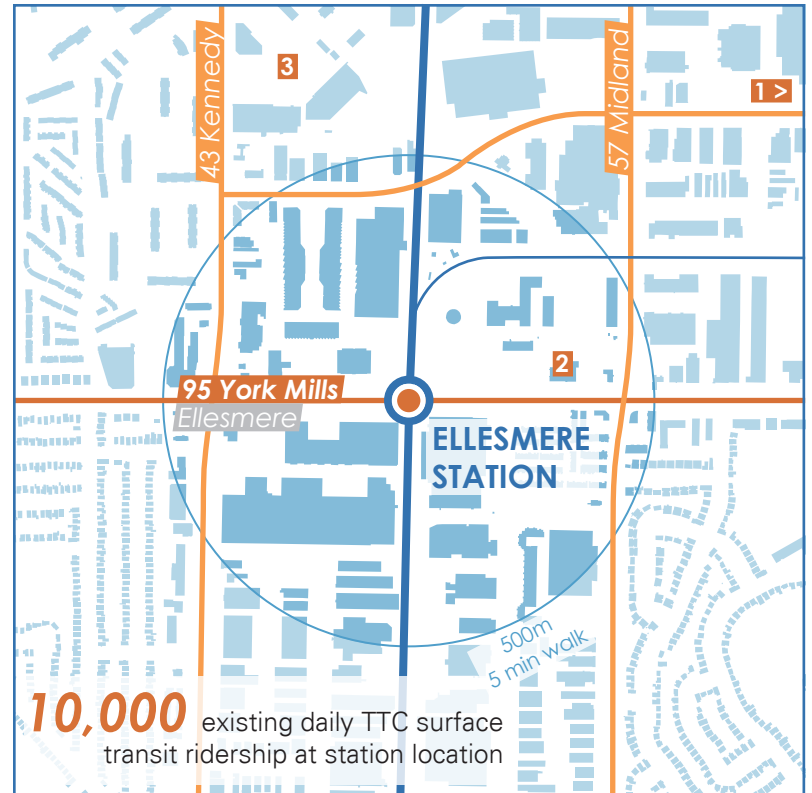 3
43 Kennedy
57 Midland
1 >
2
95 York Mills
Ellesmere
ELLESMERE
STATION
500m
5 min walk
10,000 existing daily TTC surface
transit ridership at station location